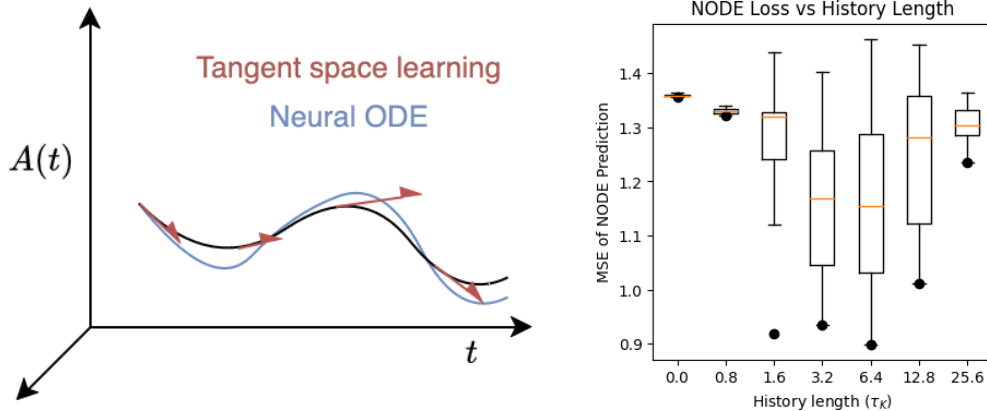 Tangent space learning
Neural ODE
A(t)
t
NODE Loss vs History Length
MSE of NODE Prediction
1.4
1.3
1.2
1.1
1.0
0.9
0.0 0.8 1.6 3.2 6.4 12.8 25.6
History length (τ_K)